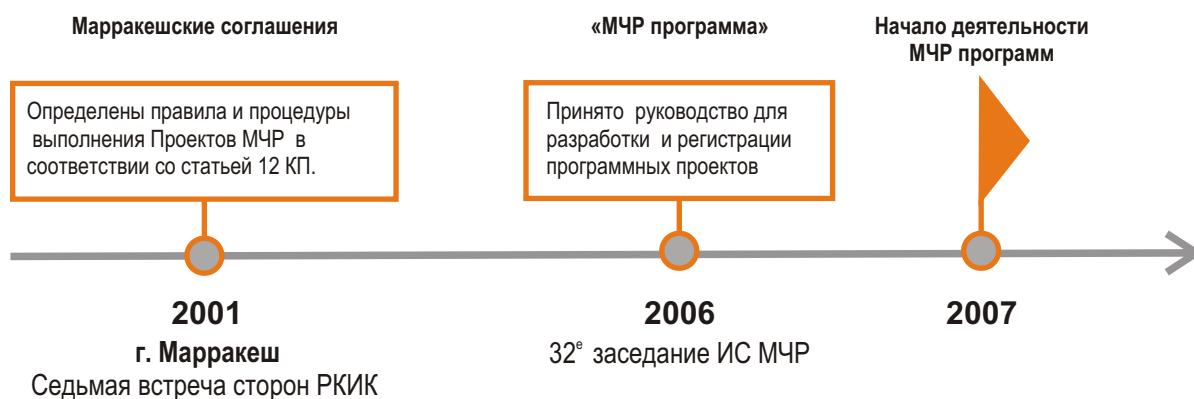 Марракешские соглашения
Определены правила и процедуры
выполнения Проектов МЧР в
соответствии со статьей 12 КП.
2001
г. Марракеш
Седьмая встреча сторон РКИК
«МЧР программа»
Принято руководство для
разработки и регистрации
программных проектов
2006
32е заседание ИС МЧР
Начало деятельности
МЧР программ
2007